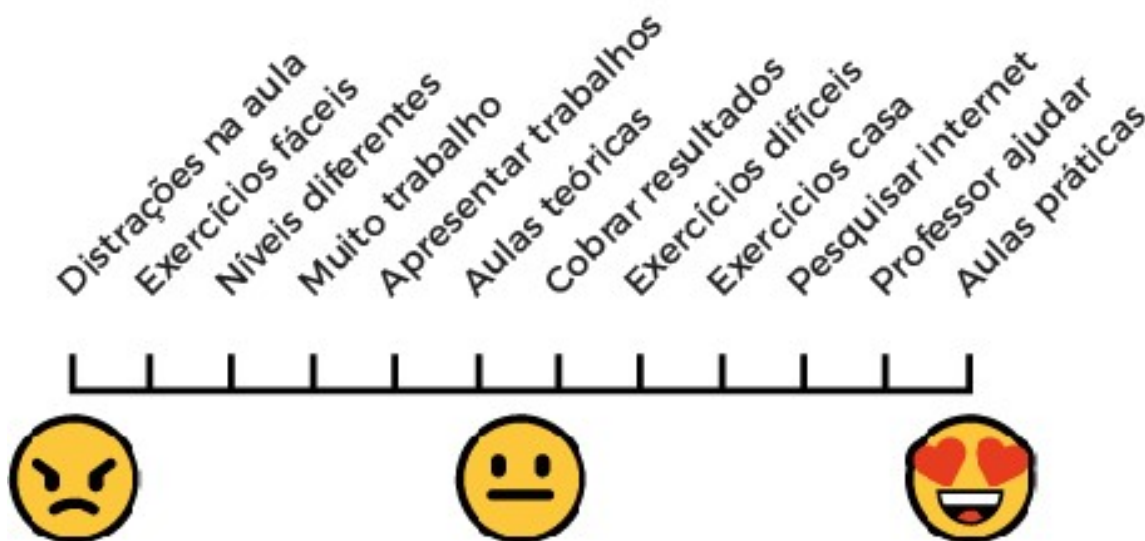 Distrações na aula
Exercícios fáceis
Níveis diferentes
Muito trabalho
Apresentar trabalhos
Aulas teóricas
Cobrar resultados
Exercícios difíceis
Exercícios casa
Pesquisar internet
Professor ajudar
Aulas práticas